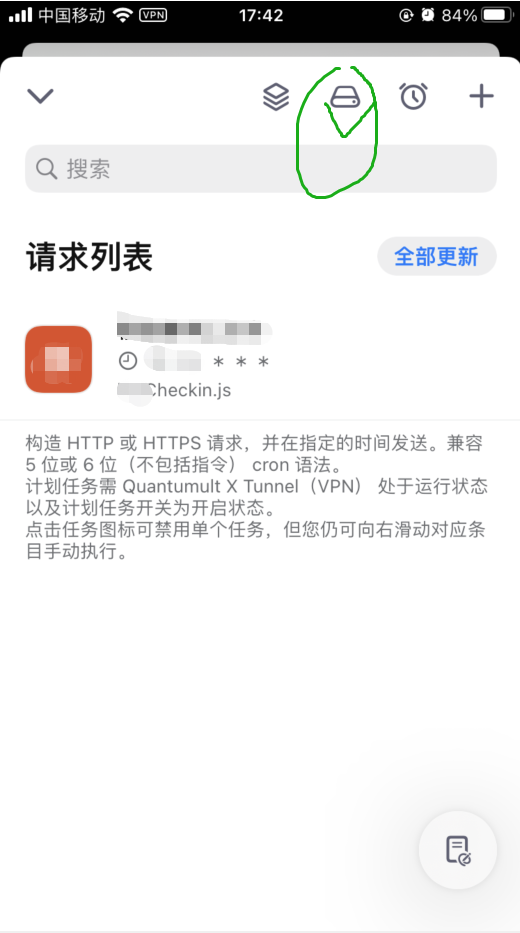 中国移动 VPN 17:42 84%
搜索
请求列表 全部更新
* * *
Checkin.js
构造 HTTP 或 HTTPS 请求，并在指定的时间发送。兼容
5 位或 6 位（不包括指令） cron 语法。
计划任务需 Quantumult X Tunnel（VPN） 处于运行状态
以及计划任务开关为开启状态。
点击任务图标可禁用单个任务，但您仍可向右滑动对应条
目手动执行。